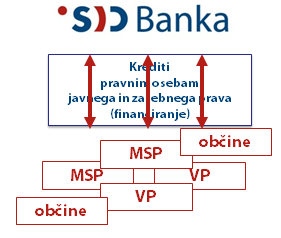 SID Banka
Krediti
pravnim osebam
javnega in zasebnega prava
(financiranje)
občine
MSP
MSP
VP
VP
občine